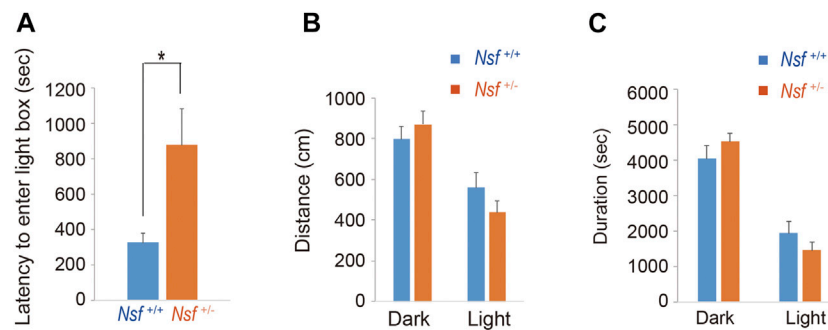 A
Latency to enter light box (sec)
*
1200
1000
800
600
400
200
0
Nsf +/+ Nsf +/-
B
Nsf +/+
Nsf +/-
Distance (cm)
1000
800
600
400
200
0
Dark Light
C
Nsf +/+
Nsf +/-
Duration (sec)
6000
5000
4000
3000
2000
1000
0
Dark Light